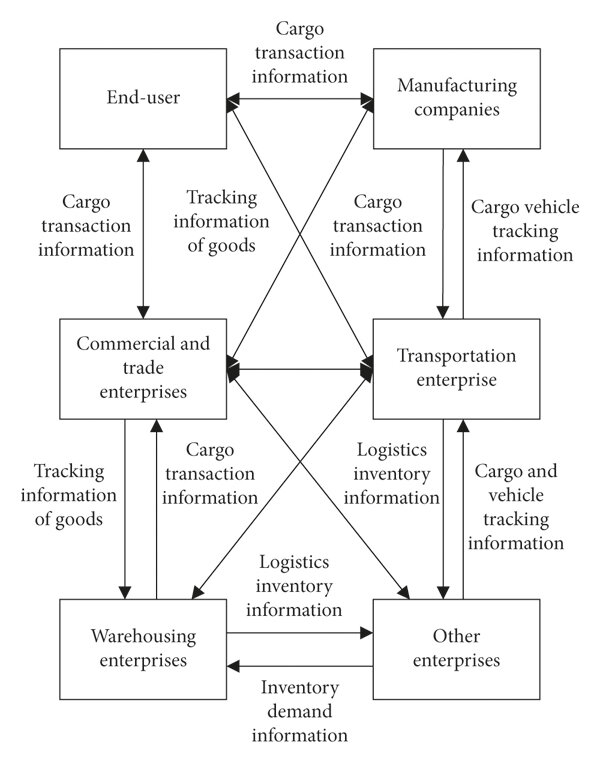 Cargo
transaction
information
End-user
Manufacturing
companies
Cargo
transaction
information
Tracking
information
of goods
Cargo
transaction
information
Cargo vehicle
tracking
information
Commercial and
trade
enterprises
Transportation
enterprise
Tracking
information
of goods
Cargo
transaction
information
Logistics
inventory
information
Cargo and
vehicle
tracking
information
Logistics
inventory
information
Warehousing
enterprises
Other
enterprises
Inventory
demand
information